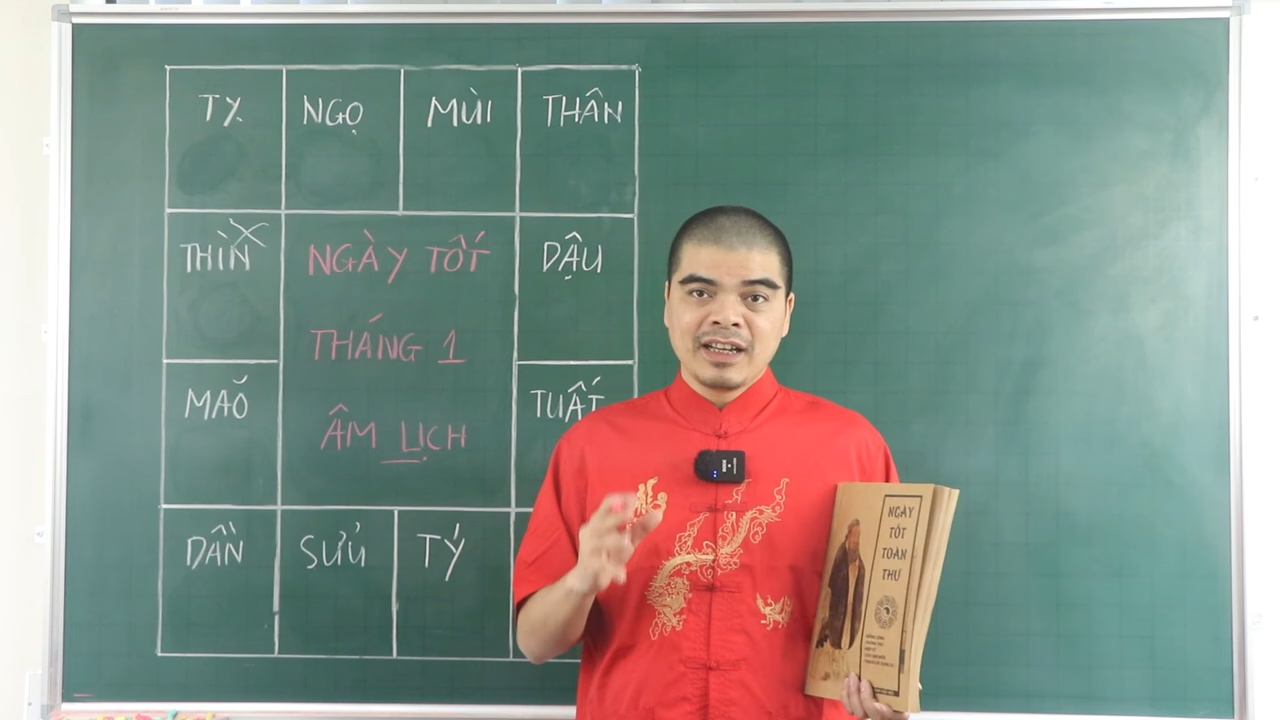 TỴ NGỌ MÙI THÂN
THÌN DẬU
NGÀY TỐT
THÁNG 1
ÂM LỊCH
MAÕ TUẤT
DẦN SỬU TÝ
NGÀY
TỐT
TOÀN
THƯ